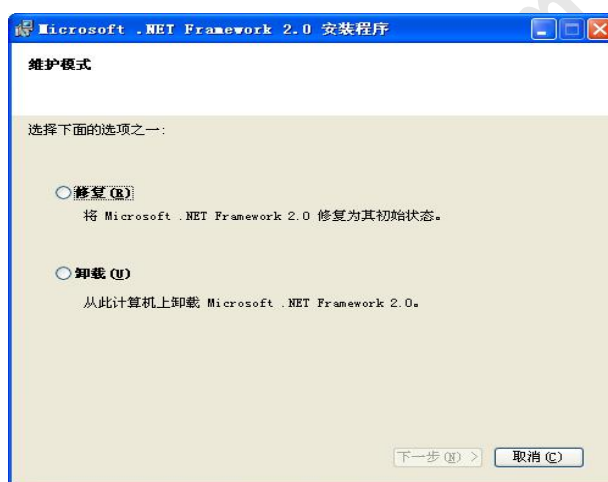 Microsoft .NET Framework 2.0 安装程序
维护模式
选择下面的选项之一:
修复(R)
将 Microsoft .NET Framework 2.0 修复为其初始状态。
卸载(U)
从此计算机上卸载 Microsoft .NET Framework 2.0。
下一步(N) > 取消(C)